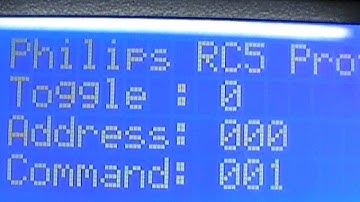 Philips RC5 Pro
Toggle : 0
Address: 000
Command: 001